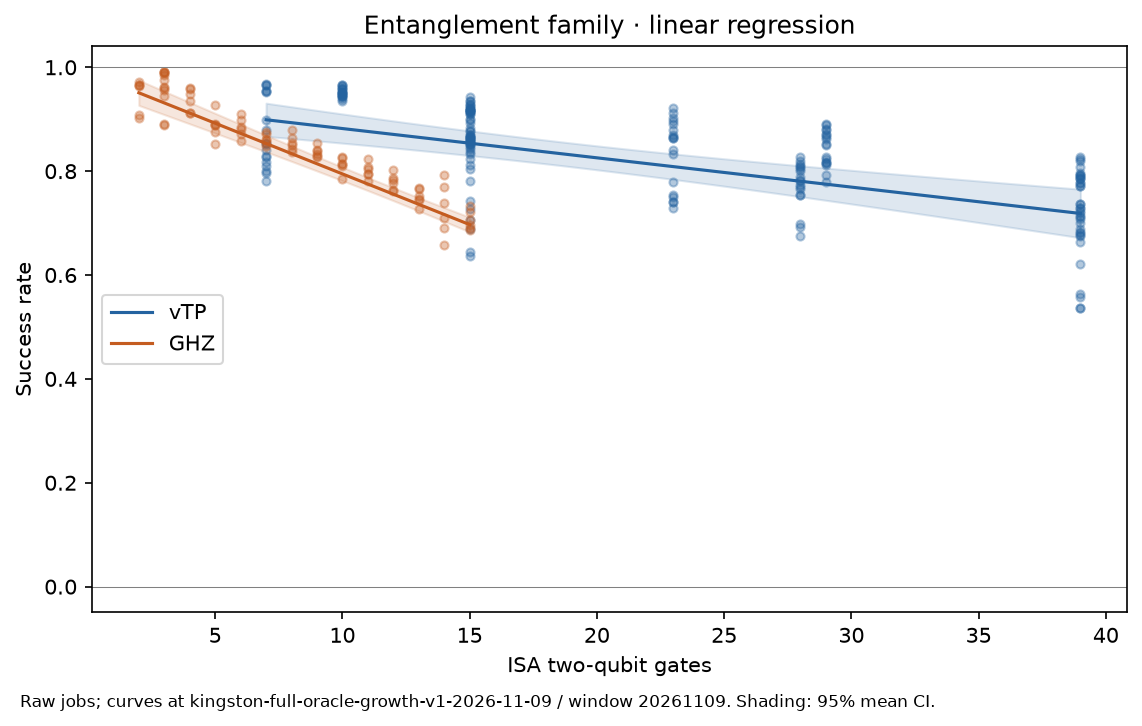 Entanglement family · linear regression
Success rate
1.0
0.8
0.6
0.4
0.2
0.0
vTP
GHZ
5 10 15 20 25 30 35 40
ISA two-qubit gates
Raw jobs; curves at kingston-full-oracle-growth-v1-2026-11-09 / window 20261109. Shading: 95% mean CI.